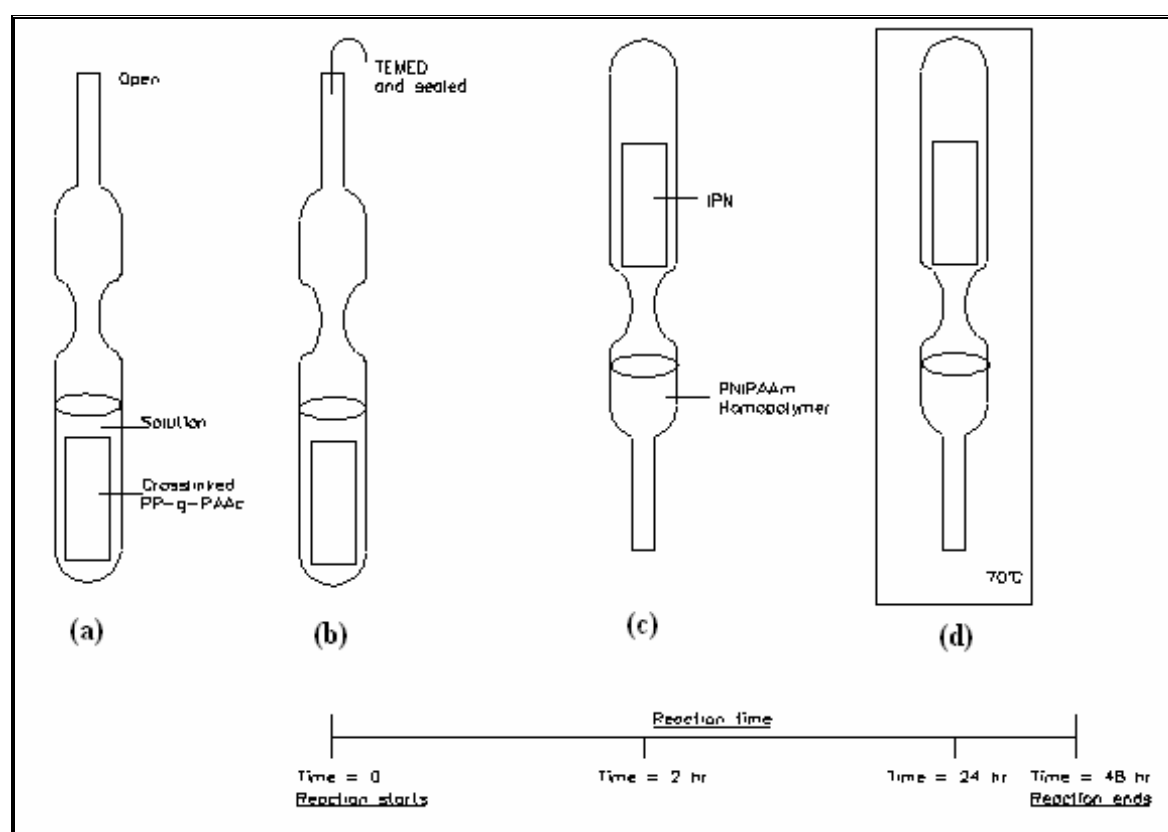 Open
TEMED
and sealed
Solution
Crosslinked
PP-g-PAAc
IPN
PNIPAAm
Homopolymer
70°C
(a)
(b)
(c)
(d)
Reaction time
Time = 0
Reaction starts
Time = 2 hr
Time = 24 hr
Time = 48 hr
Reaction ends